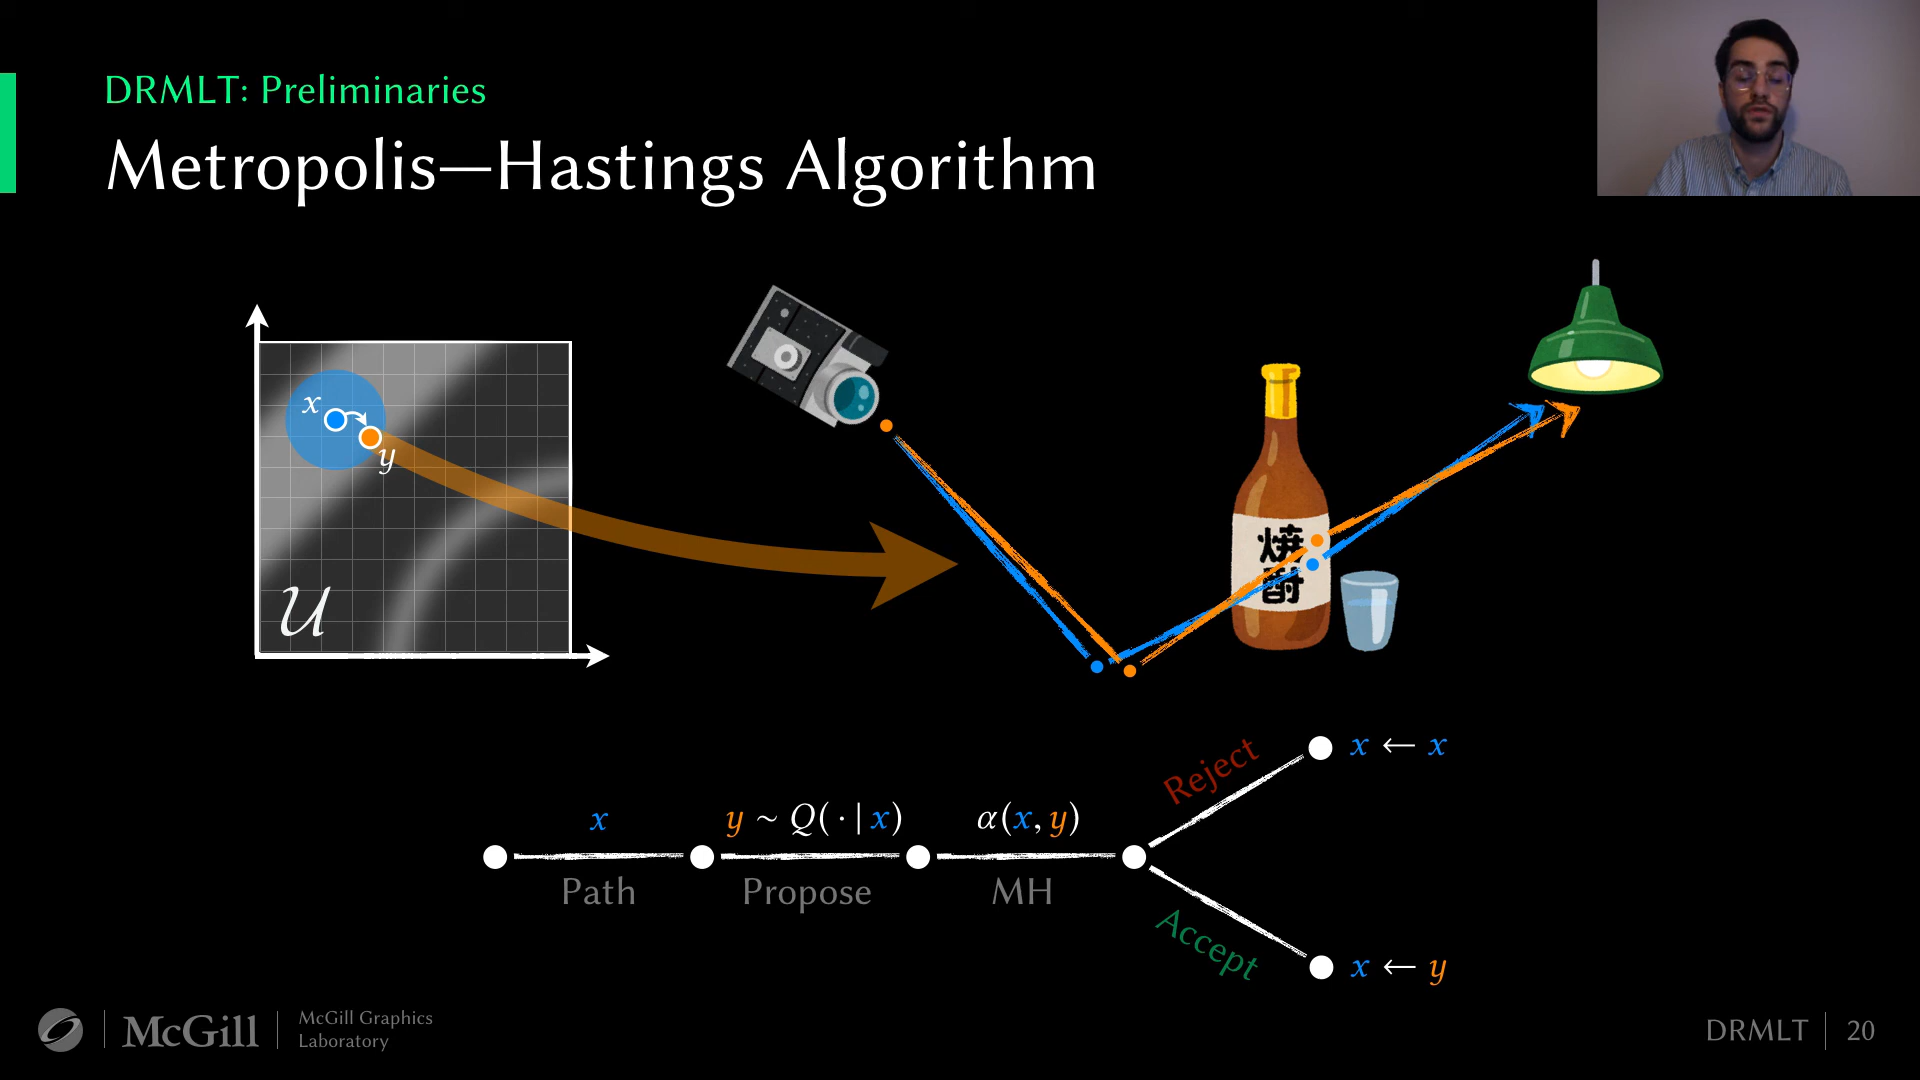 DRMLT: Preliminaries
Metropolis—Hastings Algorithm
x
y
𝒰
焼
酎
Reject
x ← x
x
y ~ Q( · | x)
α(x, y)
Path
Propose
MH
Accept
x ← y
McGill
McGill Graphics
Laboratory
DRMLT
20